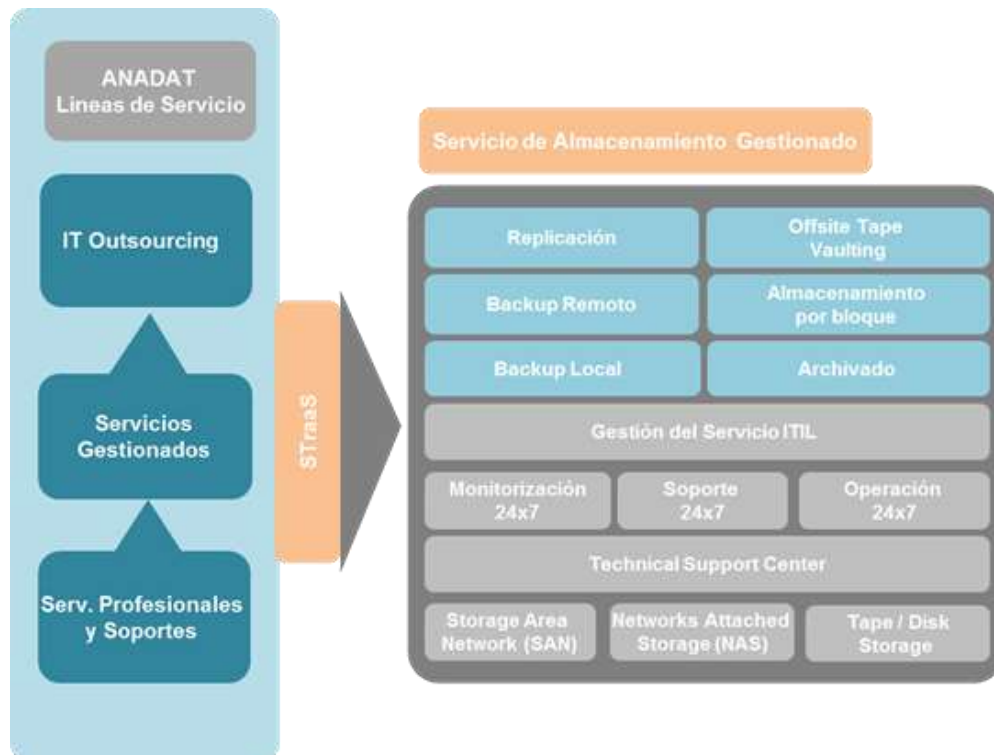 ANADAT
Lineas de Servicio
IT Outsourcing
Servicios
Gestionados
Serv. Profesionales
y Soportes
STraaS
Servicio de Almacenamiento Gestionado
Replicación
Offsite Tape
Vaulting
Backup Remoto
Almacenamiento
por bloque
Backup Local
Archivado
Gestión del Servicio ITIL
Monitorización
24x7
Soporte
24x7
Operación
24x7
Technical Support Center
Storage Area
Network (SAN)
Networks Attached
Storage (NAS)
Tape / Disk
Storage